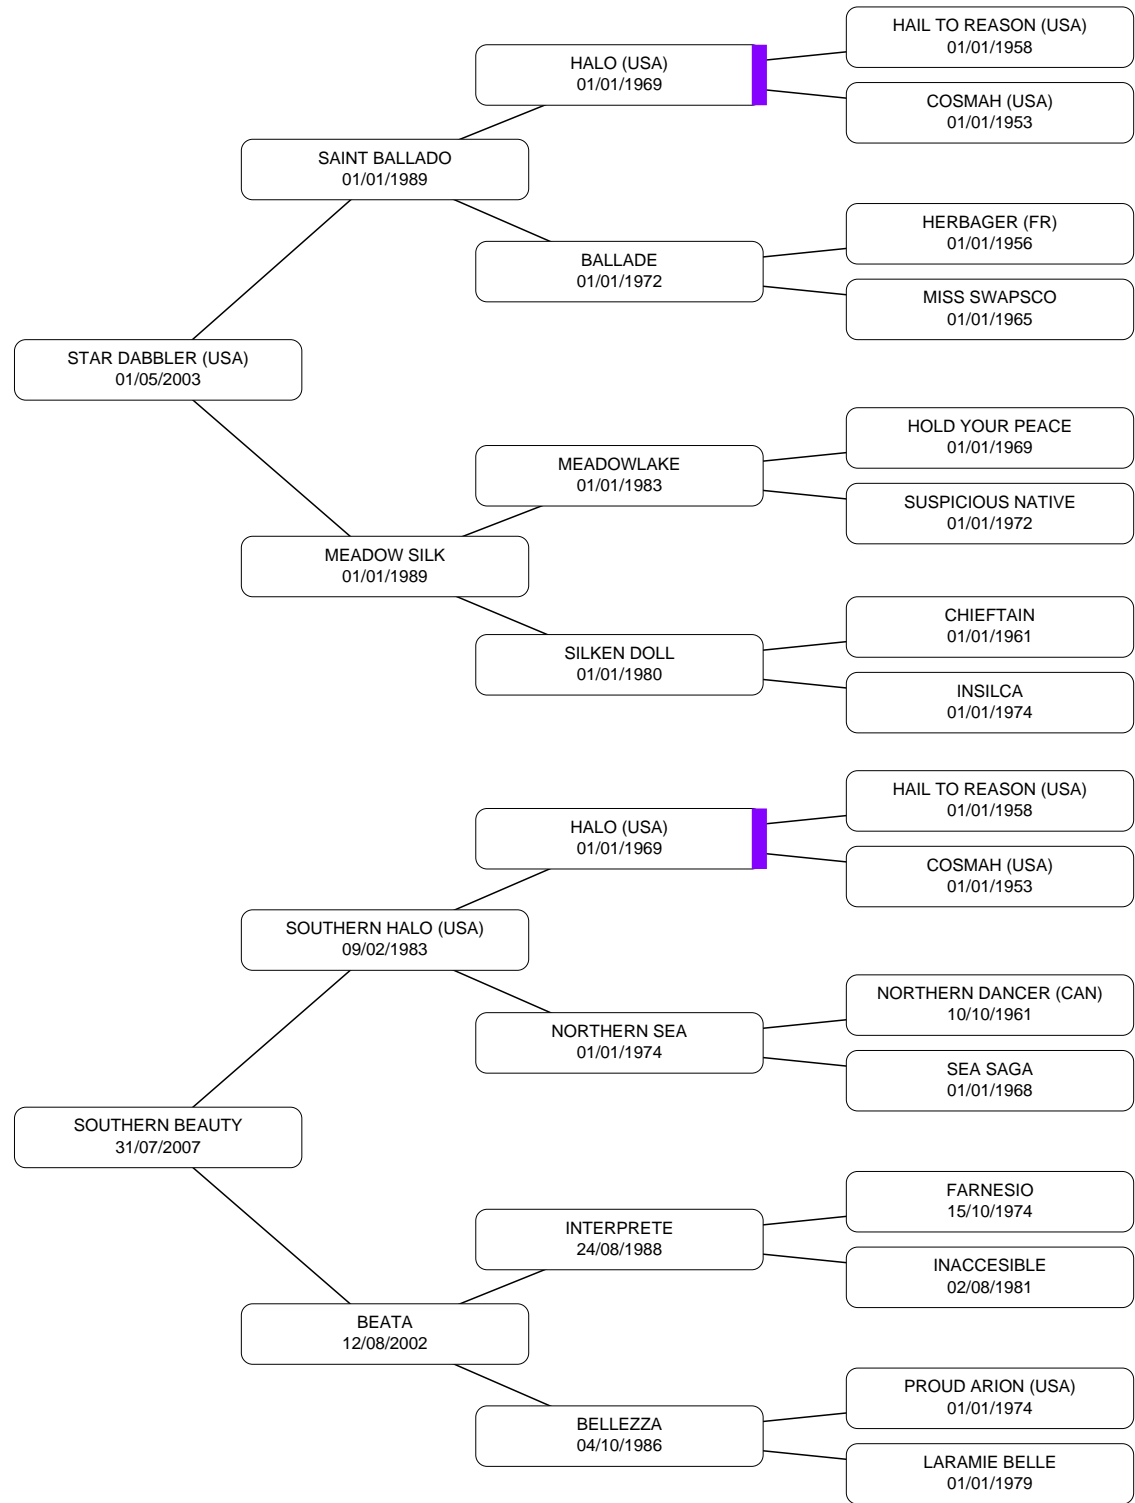 HAIL TO REASON (USA)
01/01/1958
HALO (USA)
01/01/1969
COSMAH (USA)
01/01/1953
SAINT BALLADO
01/01/1989
HERBAGER (FR)
01/01/1956
BALLADE
01/01/1972
MISS SWAPSCO
01/01/1965
STAR DABBLER (USA)
01/05/2003
HOLD YOUR PEACE
01/01/1969
MEADOWLAKE
01/01/1983
SUSPICIOUS NATIVE
01/01/1972
MEADOW SILK
01/01/1989
CHIEFTAIN
01/01/1961
SILKEN DOLL
01/01/1980
INSILCA
01/01/1974
HAIL TO REASON (USA)
01/01/1958
HALO (USA)
01/01/1969
COSMAH (USA)
01/01/1953
SOUTHERN HALO (USA)
09/02/1983
NORTHERN DANCER (CAN)
10/10/1961
NORTHERN SEA
01/01/1974
SEA SAGA
01/01/1968
SOUTHERN BEAUTY
31/07/2007
FARNESIO
15/10/1974
INTERPRETE
24/08/1988
INACCESIBLE
02/08/1981
BEATA
12/08/2002
PROUD ARION (USA)
01/01/1974
BELLEZZA
04/10/1986
LARAMIE BELLE
01/01/1979